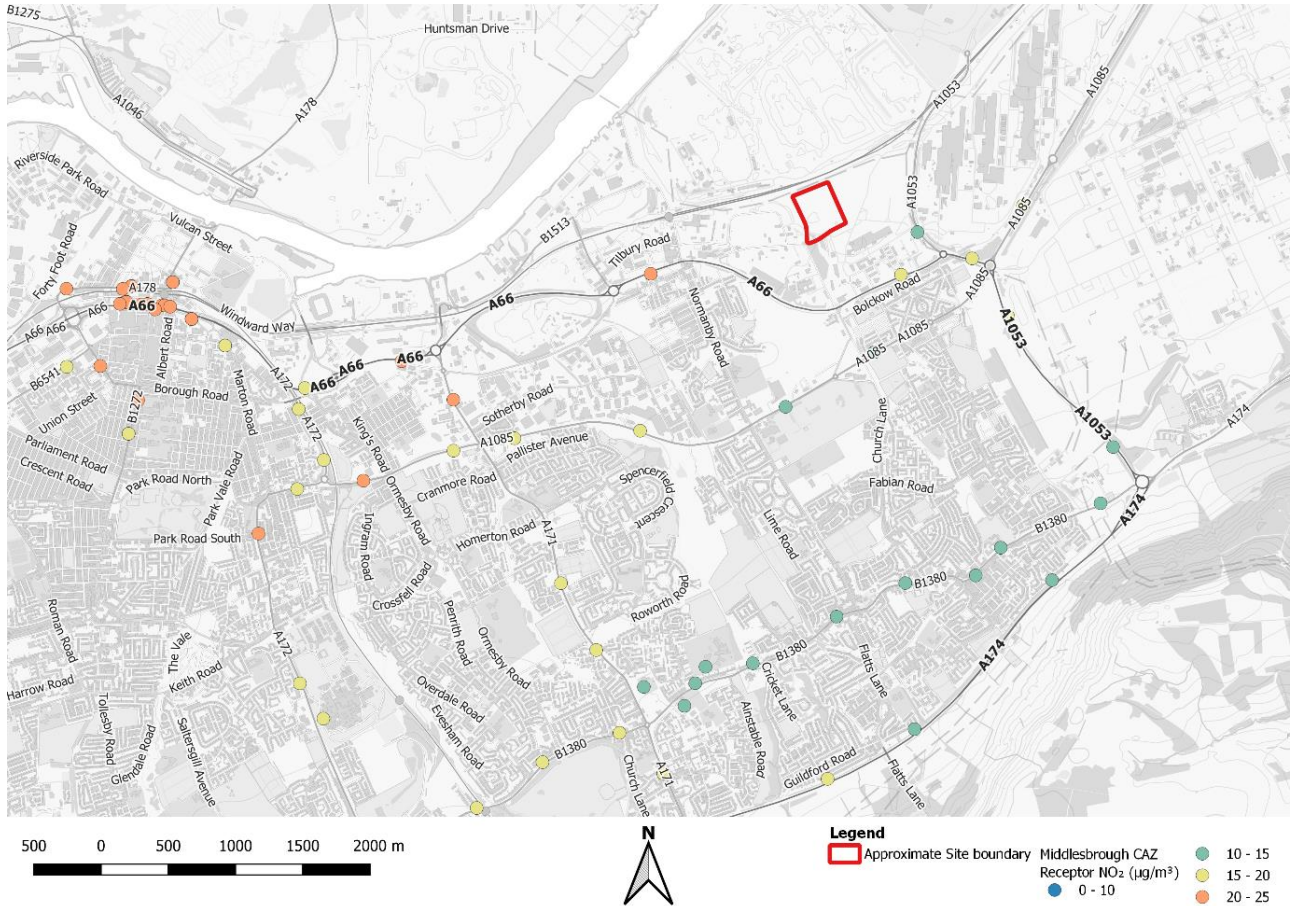 B1275
Huntsman Drive
A1046
A178
A1053
A1085
Riverside Park Road
Vulcan Street
Forty Foot Road
A178
A66
A66
A66
A66
Windward Way
B1513
Tilbury Road
A66
A66
A1053
A1085
A1085
Bolckow Road
Normanby Road
A1085
A1053
B6541
Albert Road
Borough Road
Union Street
B1272
Marton Road
A172
A66
A66
A66
Sotherby Road
A1085
Pallister Avenue
Parliament Road
Crescent Road
Park Road North
Park Vale Road
A172
King's Road
Ormesby Road
Cranmore Road
Spencerfield Crescent
Church Lane
Fabian Road
A1053
A174
A174
Park Road South
Ingram Road
Homerton Road
A171
Lime Road
B1380
B1380
Crossfell Road
Penrith Road
Ormesby Road
Roworth Road
Roman Road
The Vale
Keith Road
A172
Harrow Road
Tollesby Road
Glendale Road
Saltersgill Avenue
Overdale Road
Evesham Road
B1380
Cricket Lane
Flatts Lane
A174
Ainstable Road
B1380
Church Lane
A171
Guildford Road
Flatts Lane
500 0 500 1000 1500 2000 m
N
Legend
Approximate Site boundary
Middlesbrough CAZ
Receptor NO₂ (µg/m³)
0 - 10
10 - 15
15 - 20
20 - 25